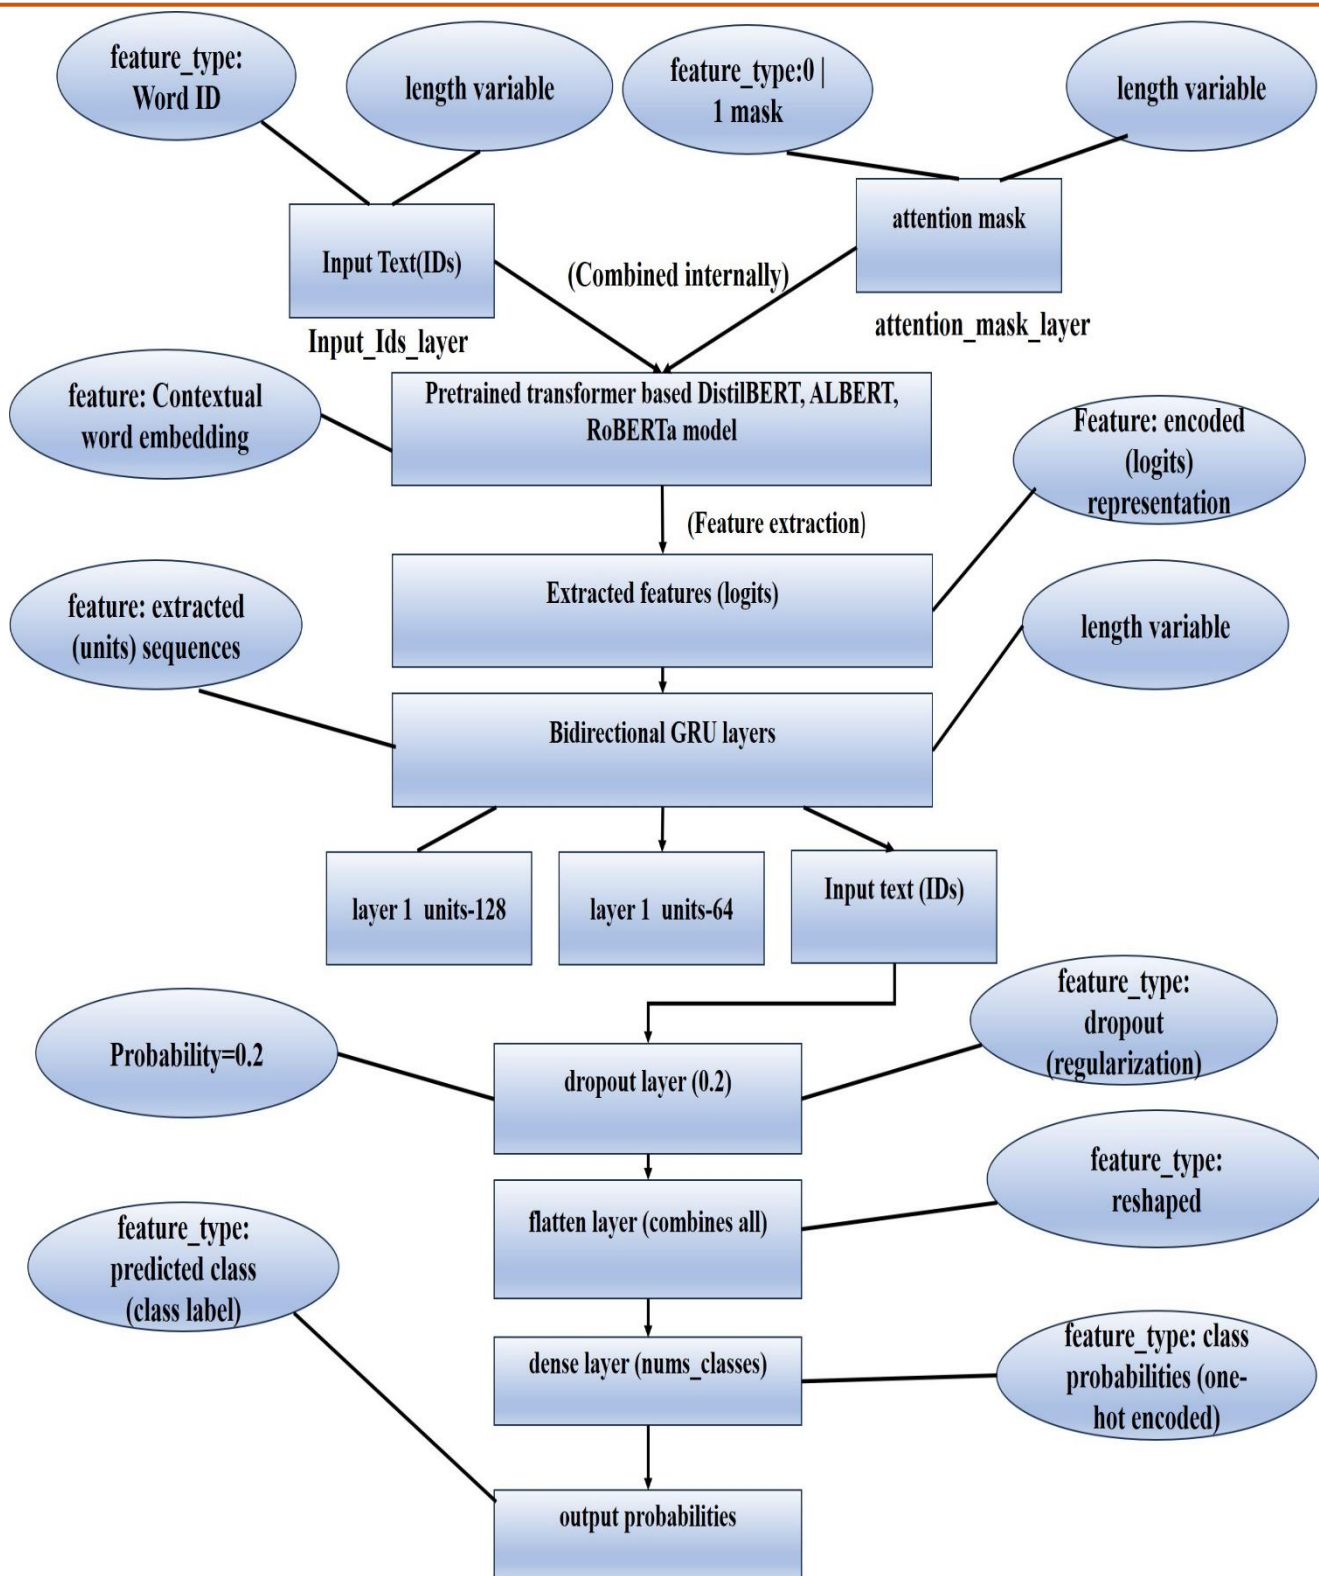 feature_type:
Word ID
length variable
feature_type:0 |
1 mask
length variable
Input Text(IDs)
attention mask
(Combined internally)
Input_Ids_layer
attention_mask_layer
feature: Contextual
word embedding
Pretrained transformer based DistilBERT, ALBERT,
RoBERTa model
Feature: encoded
(logits)
representation
(Feature extraction)
Extracted features (logits)
feature: extracted
(units) sequences
length variable
Bidirectional GRU layers
layer 1 units-128
layer 1 units-64
Input text (IDs)
Probability=0.2
dropout layer (0.2)
feature_type:
dropout
(regularization)
flatten layer (combines all)
feature_type:
reshaped
feature_type:
predicted class
(class label)
dense layer (nums_classes)
feature_type: class
probabilities (one-
hot encoded)
output probabilities